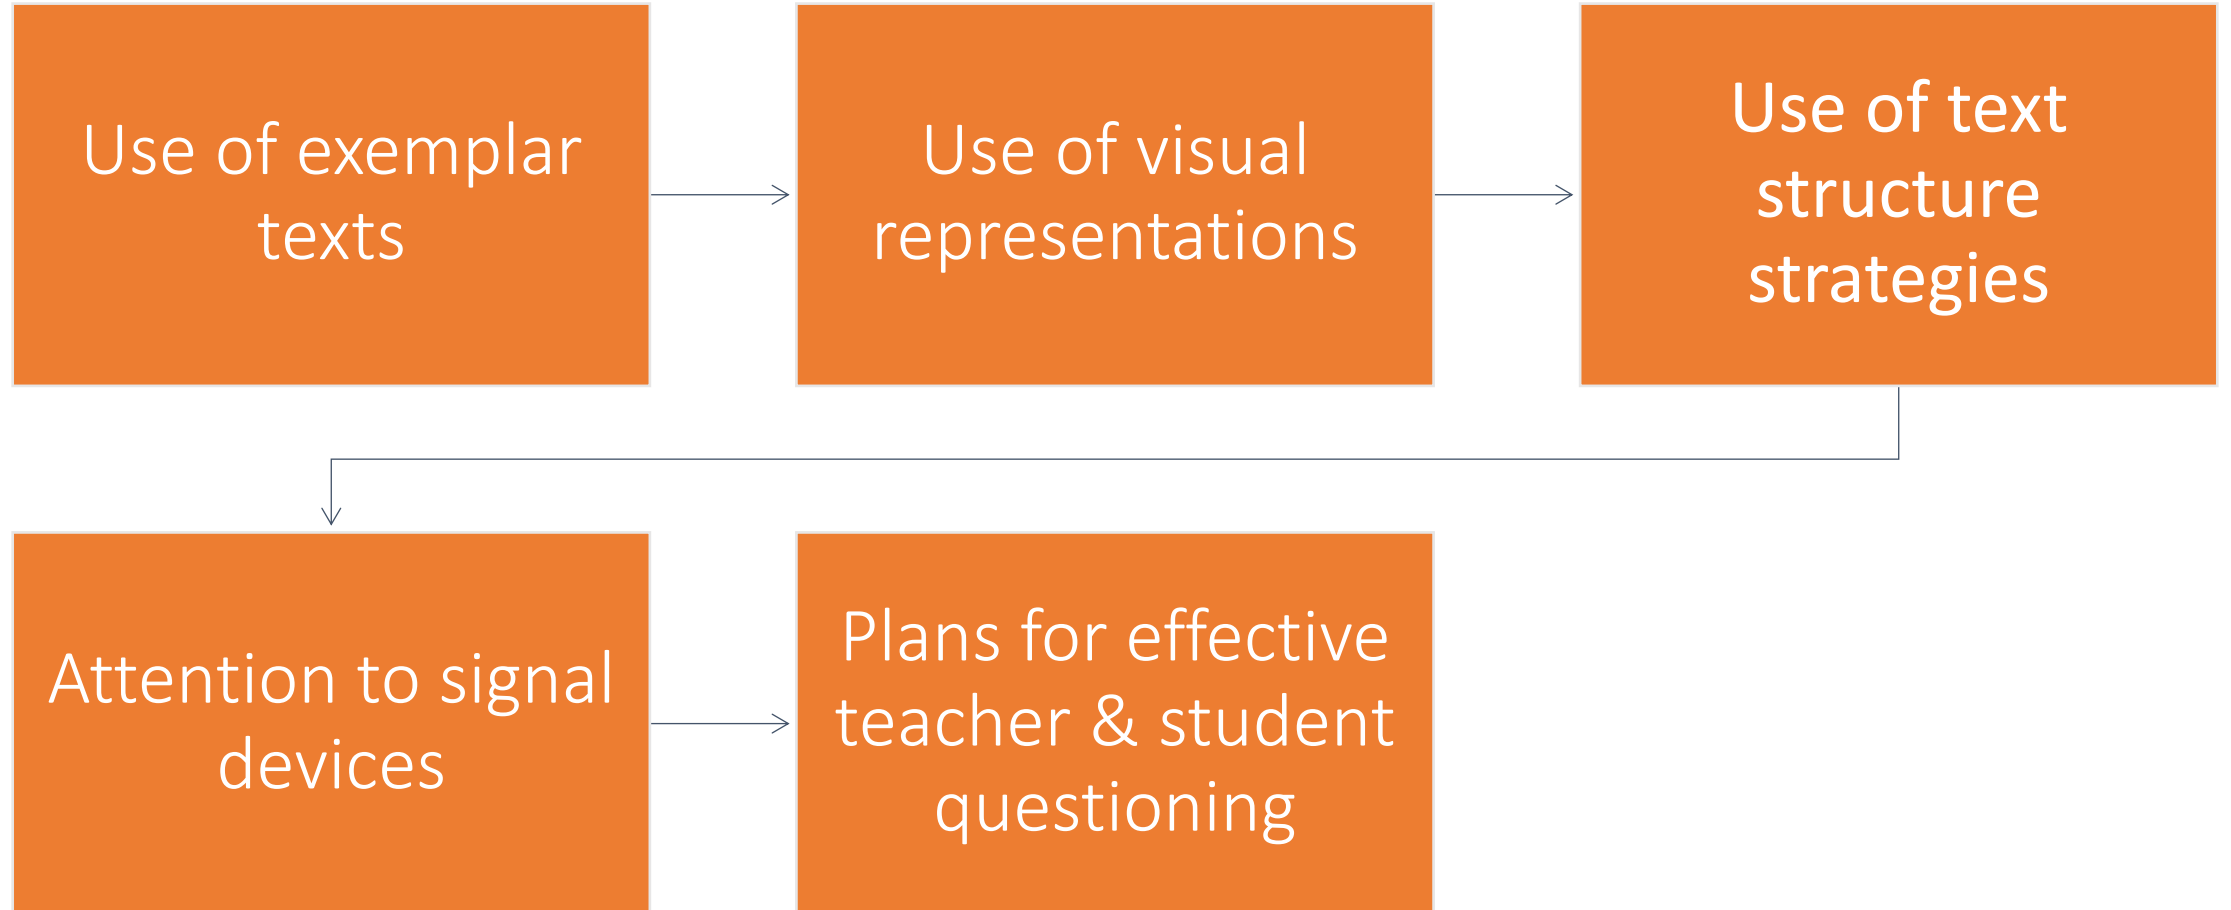 Use of exemplar
texts
Use of visual
representations
Use of text
structure
strategies
Attention to signal
devices
Plans for effective
teacher & student
questioning